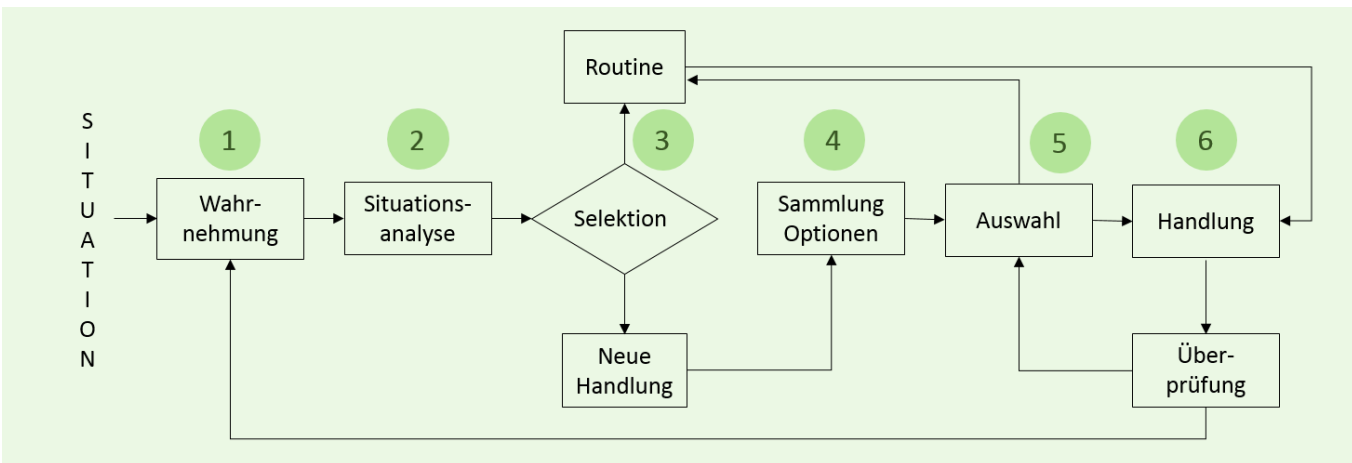 SITUATION
1
Wahr-
nehmung
2
Situations-
analyse
Routine
3
Selektion
Neue
Handlung
4
Sammlung
Optionen
5
Auswahl
6
Handlung
Über-
prüfung